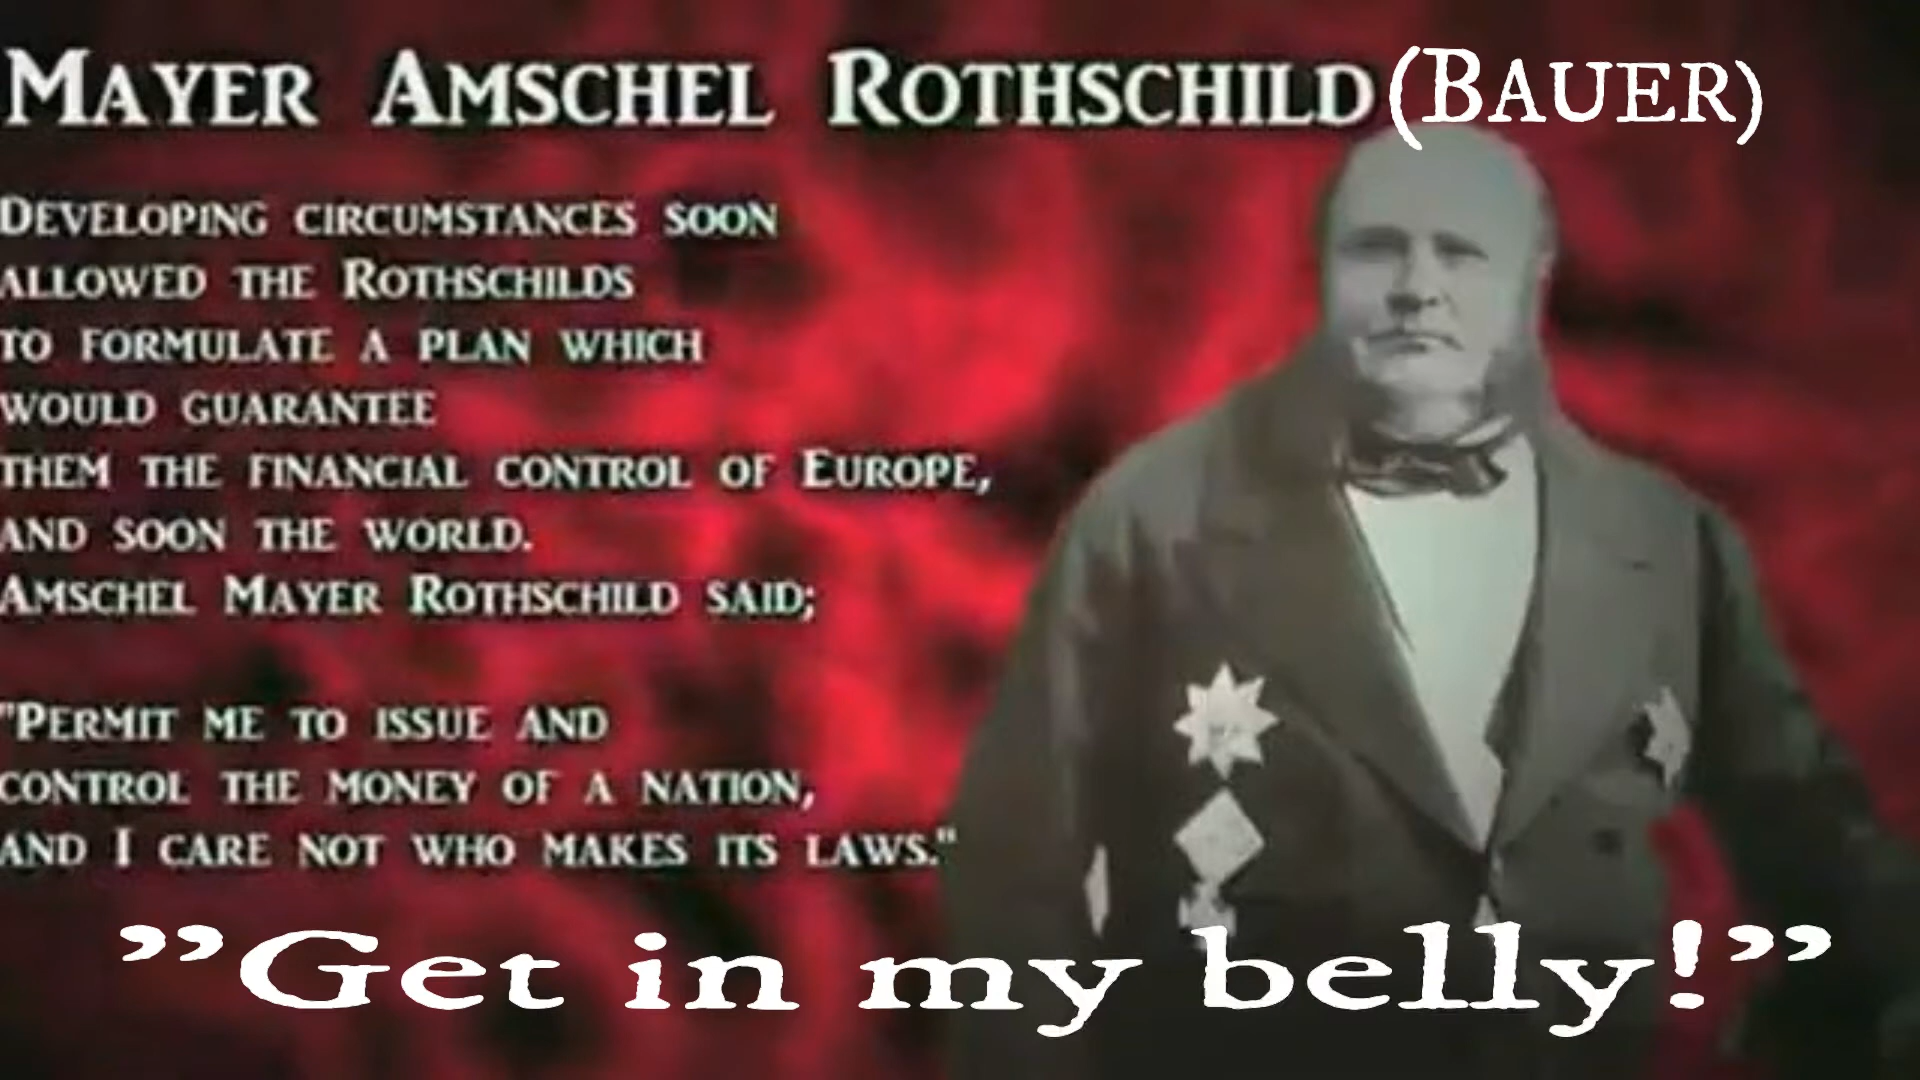 MAYER AMSCHEL ROTHSCHILD (BAUER)
DEVELOPING CIRCUMSTANCES SOON
ALLOWED THE ROTHSCHILDS
TO FORMULATE A PLAN WHICH
WOULD GUARANTEE
THEM THE FINANCIAL CONTROL OF EUROPE,
AND SOON THE WORLD.
AMSCHEL MAYER ROTHSCHILD SAID;
"PERMIT ME TO ISSUE AND
CONTROL THE MONEY OF A NATION,
AND I CARE NOT WHO MAKES ITS LAWS."
”Get in my belly!”